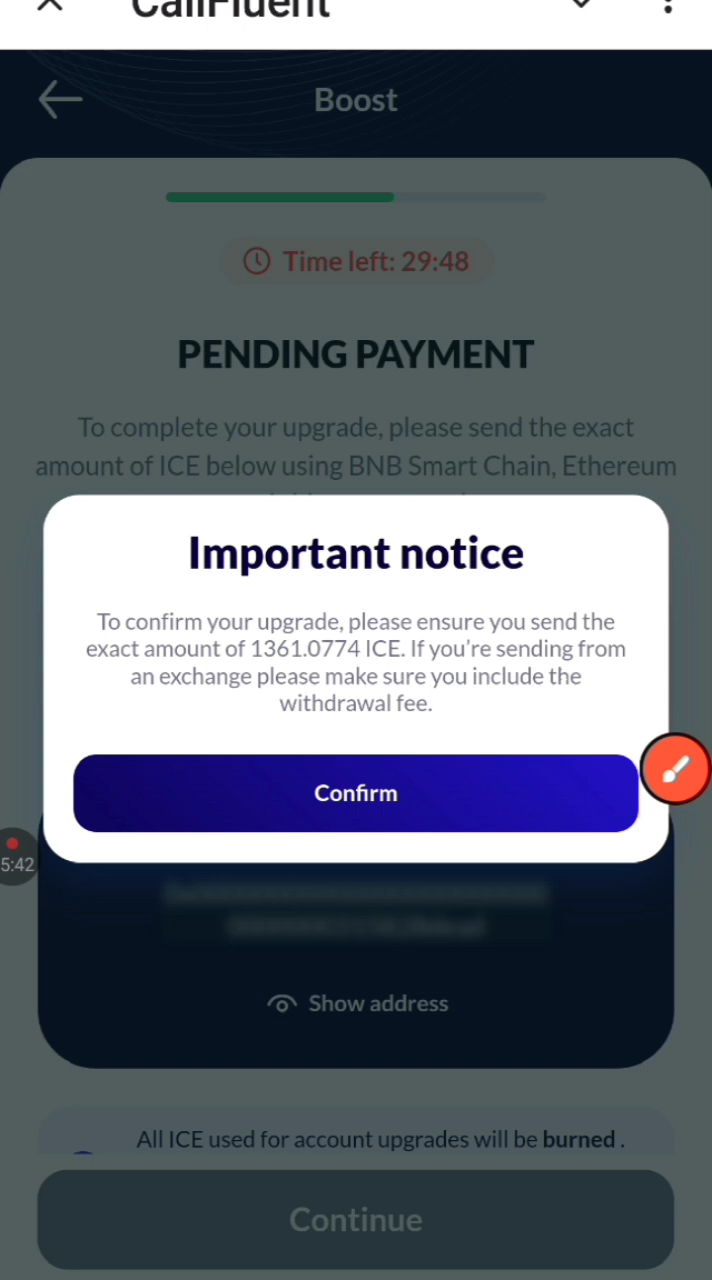 CallFluent
Boost
Time left: 29:48
PENDING PAYMENT
To complete your upgrade, please send the exact
amount of ICE below using BNB Smart Chain, Ethereum
Important notice
To confirm your upgrade, please ensure you send the
exact amount of 1361.0774 ICE. If you’re sending from
an exchange please make sure you include the
withdrawal fee.
Confirm
5:42
Show address
All ICE used for account upgrades will be burned .
Continue